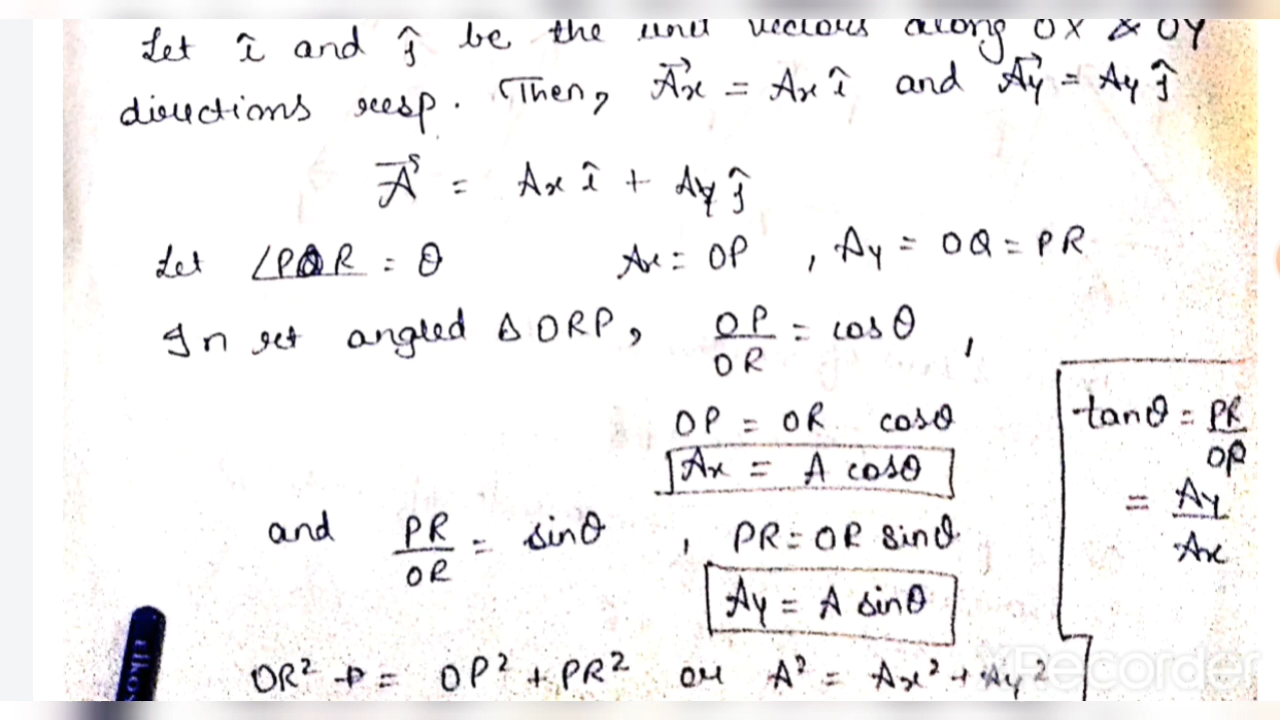 Let î and ĵ be the unit vectors along OX & OY
directions resp. Then, A⃗x = Ax î and A⃗y = Ay ĵ
A⃗ = Ax î + Ay ĵ
Let ∠POR = θ Ax = OP , Ay = OQ = PR
In rt angled Δ ORP, OP/OR = cosθ ,
OP = OR cosθ
Ax = A cosθ
and PR/OR = sinθ , PR = OR sinθ
Ay = A sinθ
OR² = OP² + PR² or A² = Ax² + Ay²
tanθ = PR/OP
= Ay/Ax
XRecorder